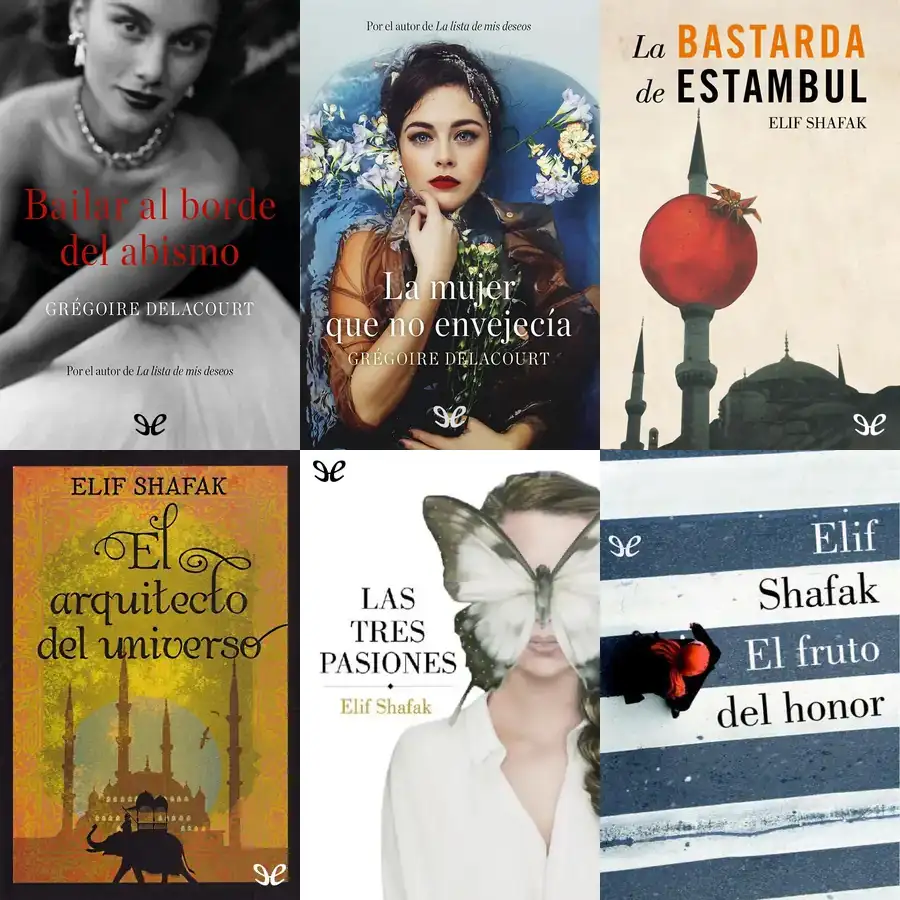 Bailar al borde
del abismo
GRÉGOIRE DELACOURT
Por el autor de La lista de mis deseos
Por el autor de La lista de mis deseos
La mujer
que no envejecía
GRÉGOIRE DELACOURT
La BASTARDA
de ESTAMBUL
ELIF SHAFAK
ELIF SHAFAK
El
arquitecto
del universo
LAS
TRES
PASIONES
Elif Shafak
Elif
Shafak
El fruto
del honor